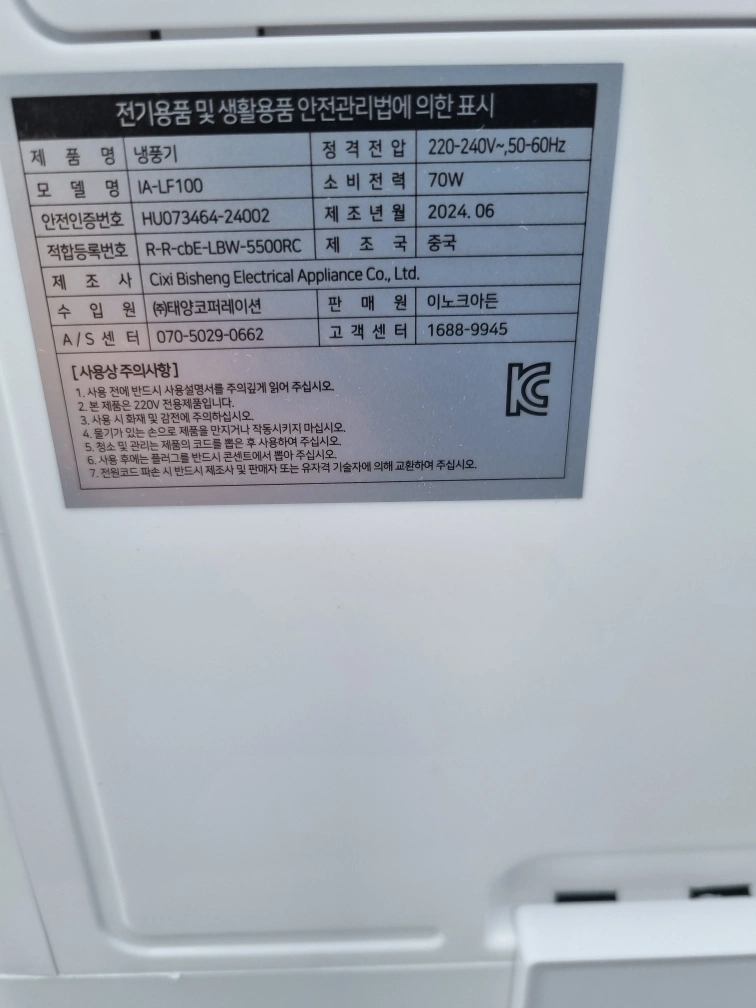 전기용품 및 생활용품 안전관리법에 의한 표시
제품명 냉풍기 정격전압 220-240V~,50-60Hz
모델명 IA-LF100 소비전력 70W
안전인증번호 HU073464-24002 제조년월 2024. 06
적합등록번호 R-R-cbE-LBW-5500RC 제조국 중국
제조사 Cixi Bisheng Electrical Appliance Co., Ltd.
수입원 ㈜태양코퍼레이션 판매원 이노크아든
A/S센터 070-5029-0662 고객센터 1688-9945
[사용상 주의사항]
1. 사용 전에 반드시 사용설명서를 주의깊게 읽어 주십시오.
2. 본 제품은 220V 전용제품입니다.
3. 사용 시 화재 및 감전에 주의하십시오.
4. 물기가 있는 손으로 제품을 만지거나 작동시키지 마십시오.
5. 청소 및 관리는 제품의 코드를 뽑은 후 사용하여 주십시오.
6. 사용 후에는 플러그를 반드시 콘센트에서 뽑아 주십시오.
7. 전원코드 파손 시 반드시 제조사 및 판매자 또는 유자격 기술자에 의해 교환하여 주십시오.
KC